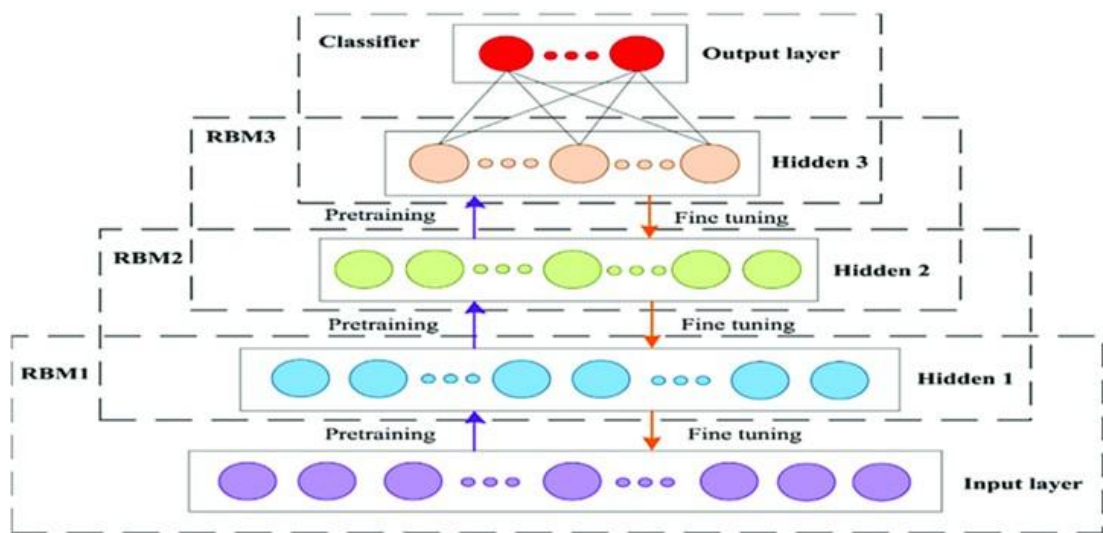 Classifier
Output layer
RBM3
Hidden 3
Pretraining
Fine tuning
RBM2
Hidden 2
Pretraining
Fine tuning
RBM1
Hidden 1
Pretraining
Fine tuning
Input layer